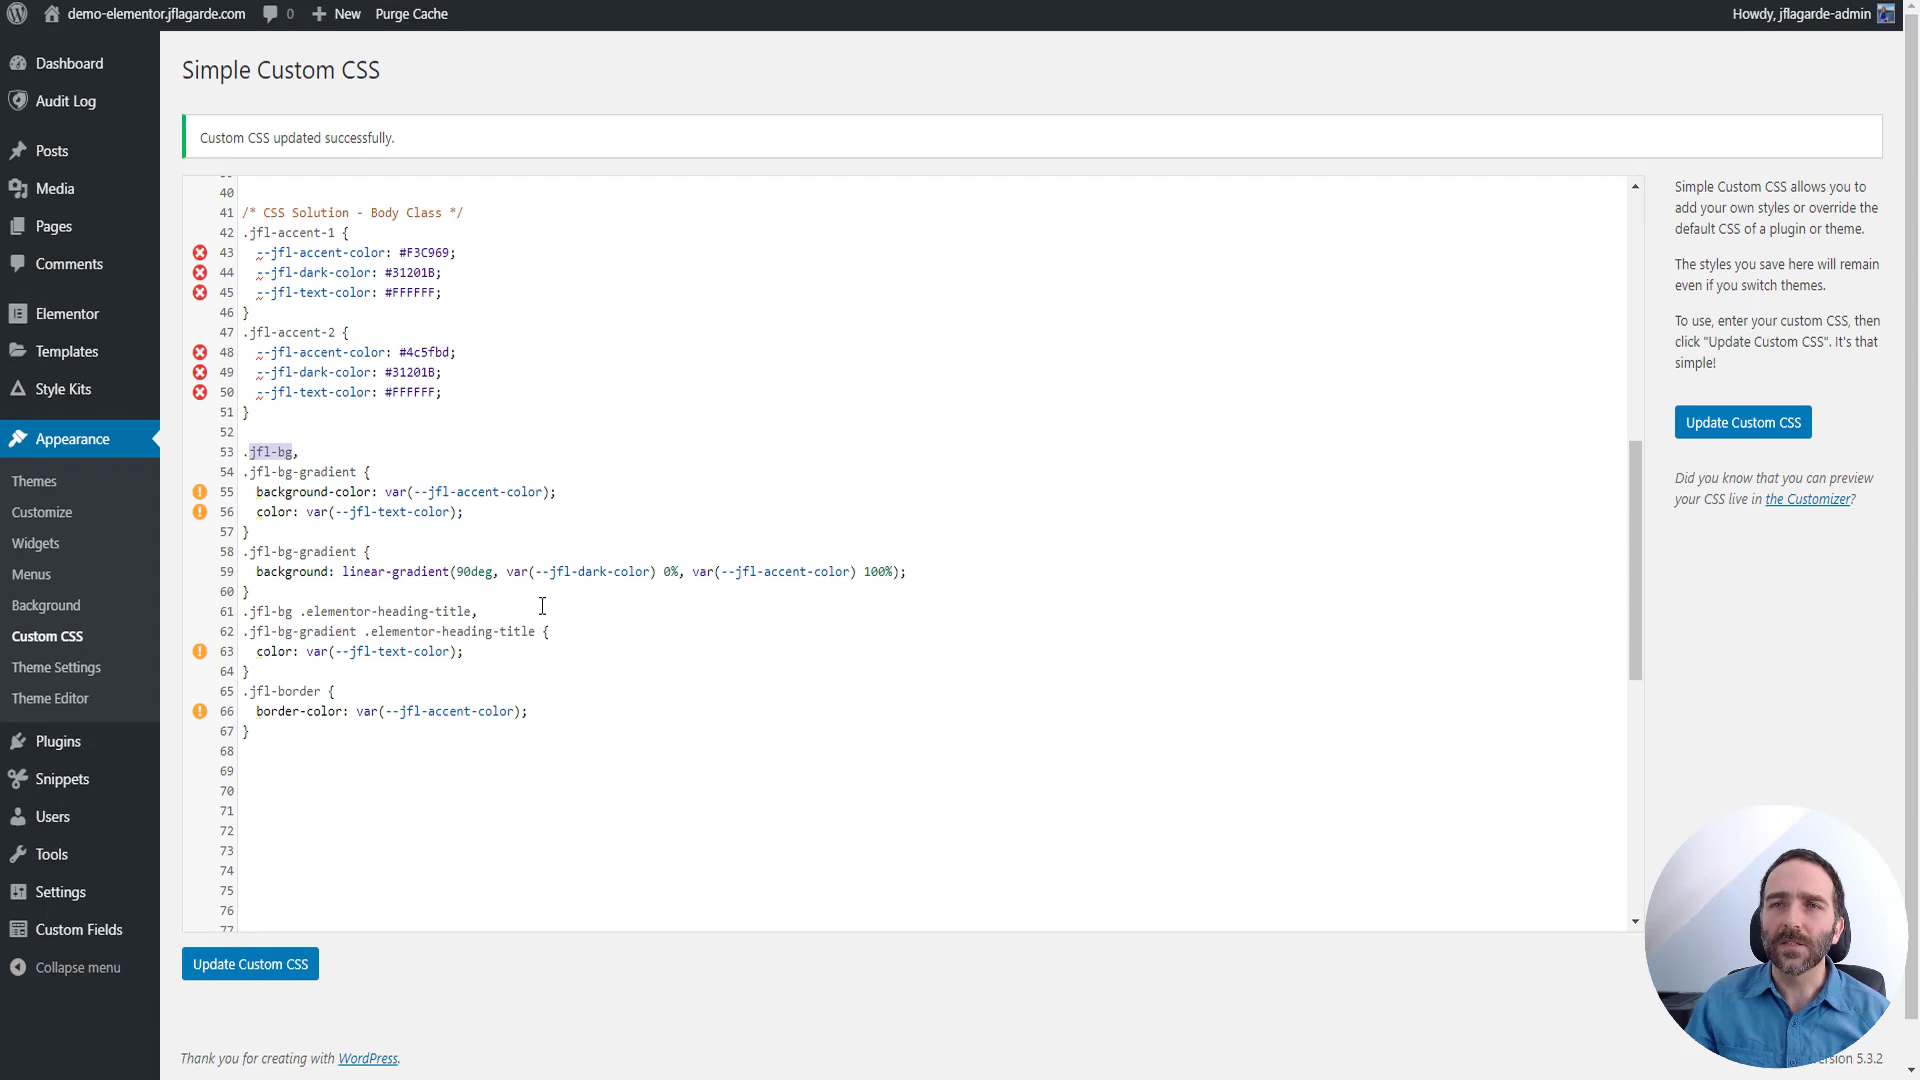 demo-elementor.jflagarde.com 0 New Purge Cache Howdy, jflagarde-admin
Dashboard
Audit Log
Posts
Media
Pages
Comments
Elementor
Templates
Style Kits
Appearance
Themes
Customize
Widgets
Menus
Background
Custom CSS
Theme Settings
Theme Editor
Plugins
Snippets
Users
Tools
Settings
Custom Fields
Collapse menu
Simple Custom CSS
Custom CSS updated successfully.
40
41 /* CSS Solution - Body Class */
42 .jfl-accent-1 {
43 --jfl-accent-color: #F3C969;
44 --jfl-dark-color: #31201B;
45 --jfl-text-color: #FFFFFF;
46 }
47 .jfl-accent-2 {
48 --jfl-accent-color: #4c5fbd;
49 --jfl-dark-color: #31201B;
50 --jfl-text-color: #FFFFFF;
51 }
52
53 .jfl-bg,
54 .jfl-bg-gradient {
55 background-color: var(--jfl-accent-color);
56 color: var(--jfl-text-color);
57 }
58 .jfl-bg-gradient {
59 background: linear-gradient(90deg, var(--jfl-dark-color) 0%, var(--jfl-accent-color) 100%);
60 }
61 .jfl-bg .elementor-heading-title,
62 .jfl-bg-gradient .elementor-heading-title {
63 color: var(--jfl-text-color);
64 }
65 .jfl-border {
66 border-color: var(--jfl-accent-color);
67 }
68
69
70
71
72
73
74
75
76
77
Update Custom CSS
Simple Custom CSS allows you to
add your own styles or override the
default CSS of a plugin or theme.
The styles you save here will remain
even if you switch themes.
To use, enter your custom CSS, then
click "Update Custom CSS". It's that
simple!
Update Custom CSS
Did you know that you can preview
your CSS live in the Customizer?
Thank you for creating with WordPress.
ersion 5.3.2